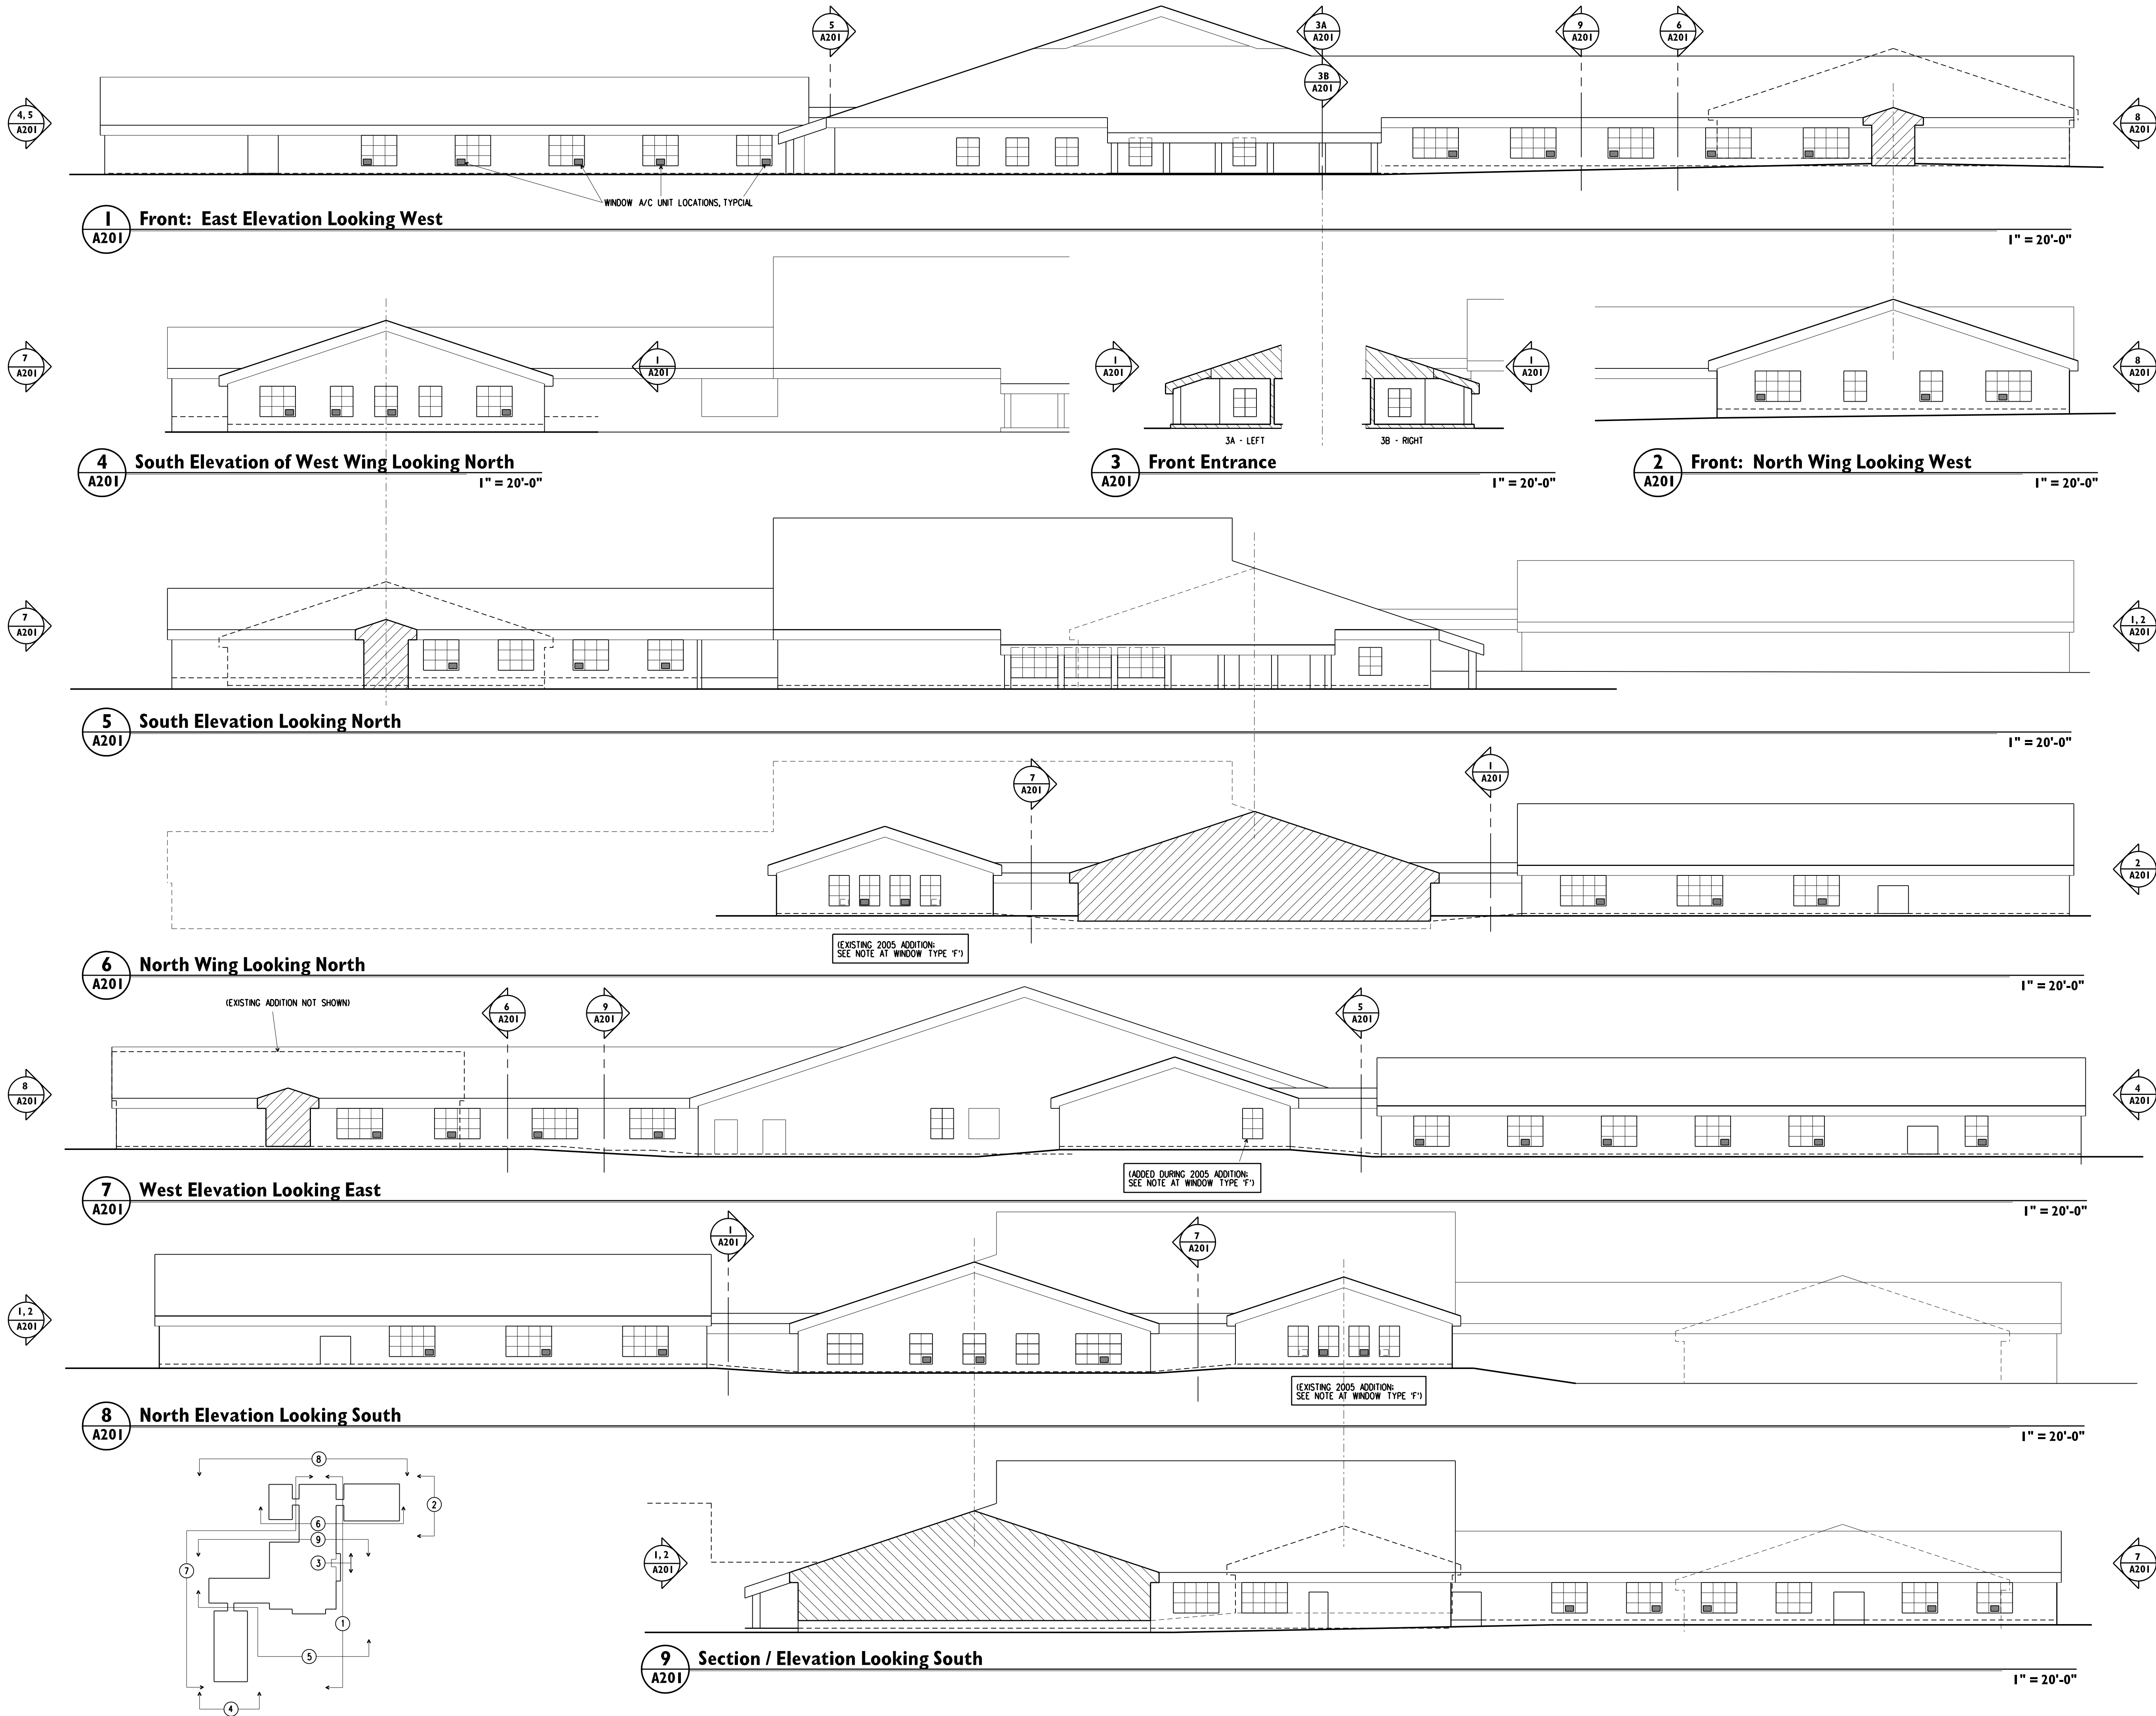 5
A201
3A
A201
9
A201
6
A201
3B
A201
4, 5
A201
8
A201
WINDOW A/C UNIT LOCATIONS, TYPCIAL
1
A201
Front: East Elevation Looking West
1" = 20'-0"
7
A201
1
A201
1
A201
1
A201
8
A201
3A - LEFT
3B - RIGHT
4
A201
South Elevation of West Wing Looking North
1" = 20'-0"
3
A201
Front Entrance
1" = 20'-0"
2
A201
Front: North Wing Looking West
1" = 20'-0"
7
A201
1, 2
A201
5
A201
South Elevation Looking North
1" = 20'-0"
7
A201
1
A201
2
A201
(EXISTING 2005 ADDITION;
SEE NOTE AT WINDOW TYPE 'F')
6
A201
North Wing Looking North
1" = 20'-0"
(EXISTING ADDITION NOT SHOWN)
6
A201
9
A201
5
A201
8
A201
4
A201
(ADDED DURING 2005 ADDITION;
SEE NOTE AT WINDOW TYPE 'F')
7
A201
West Elevation Looking East
1" = 20'-0"
1
A201
7
A201
1, 2
A201
(EXISTING 2005 ADDITION;
SEE NOTE AT WINDOW TYPE 'F')
8
A201
North Elevation Looking South
1" = 20'-0"
8
2
6
9
3
7
1
5
4
1, 2
A201
7
A201
9
A201
Section / Elevation Looking South
1" = 20'-0"